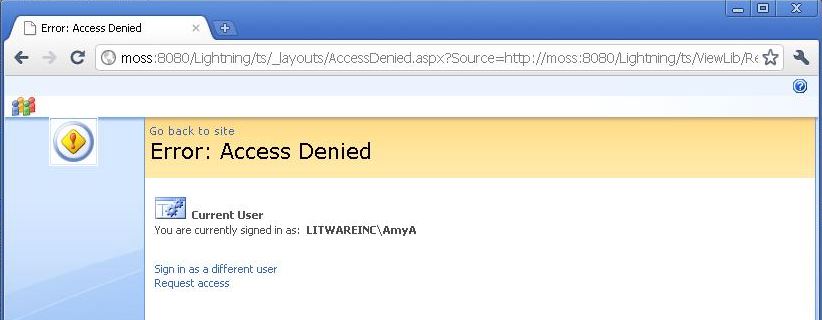 Error: Access Denied
moss:8080/Lightning/ts/_layouts/AccessDenied.aspx?Source=http://moss:8080/Lightning/ts/ViewLib/Re
Go back to site
Error: Access Denied
Current User
You are currently signed in as: LITWAREINC\AmyA
Sign in as a different user
Request access